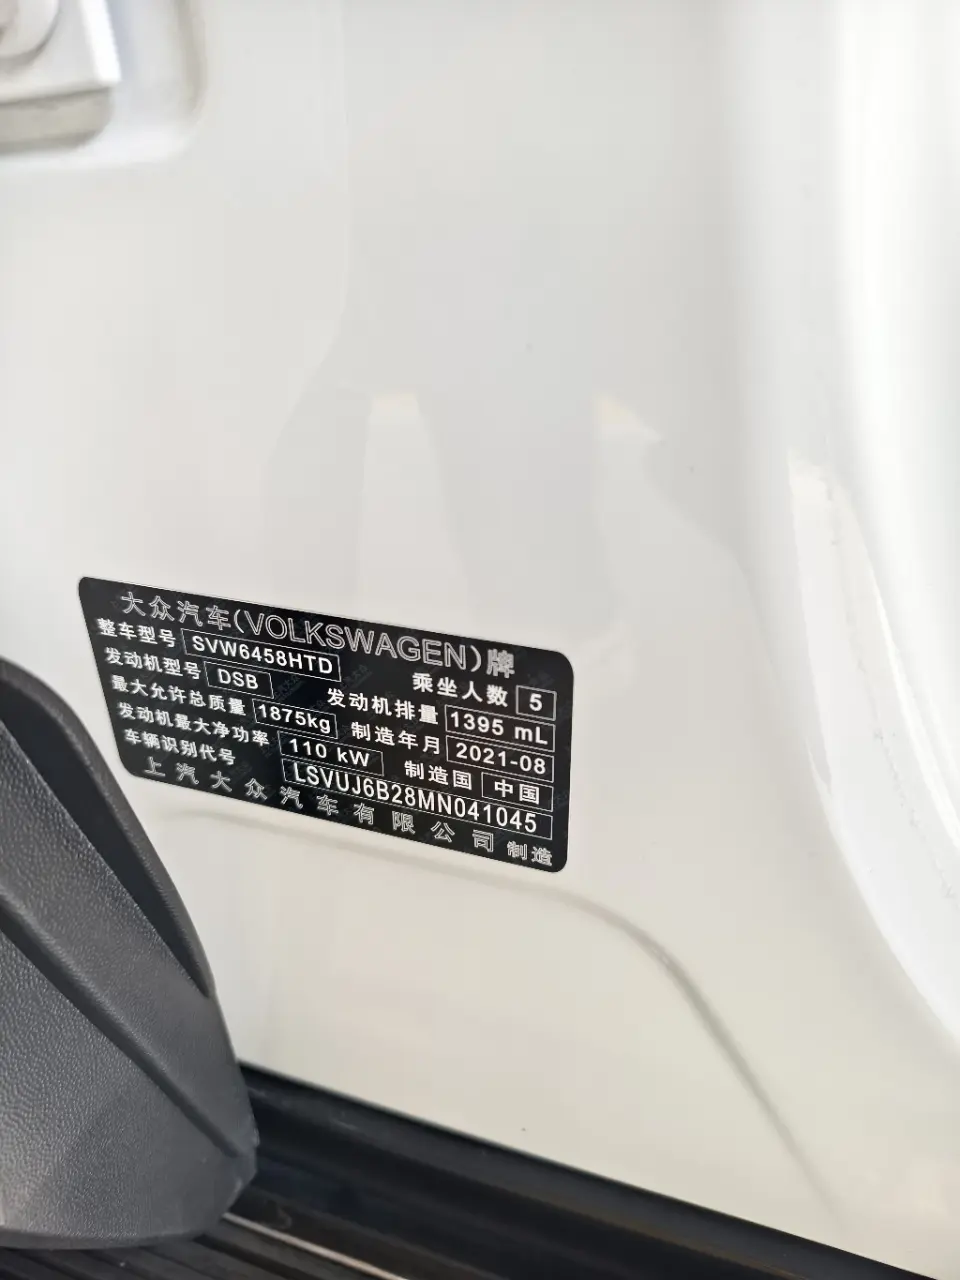 大众汽车(VOLKSWAGEN)牌
整车型号 SVW6458HTD 乘坐人数 5
发动机型号 DSB 发动机排量 1395 mL
最大允许总质量 1875kg 制造年月 2021-08
发动机最大净功率 110 kW 制造国 中国
车辆识别代号 LSVUJ6B28MN041045
上汽大众汽车有限公司 制造